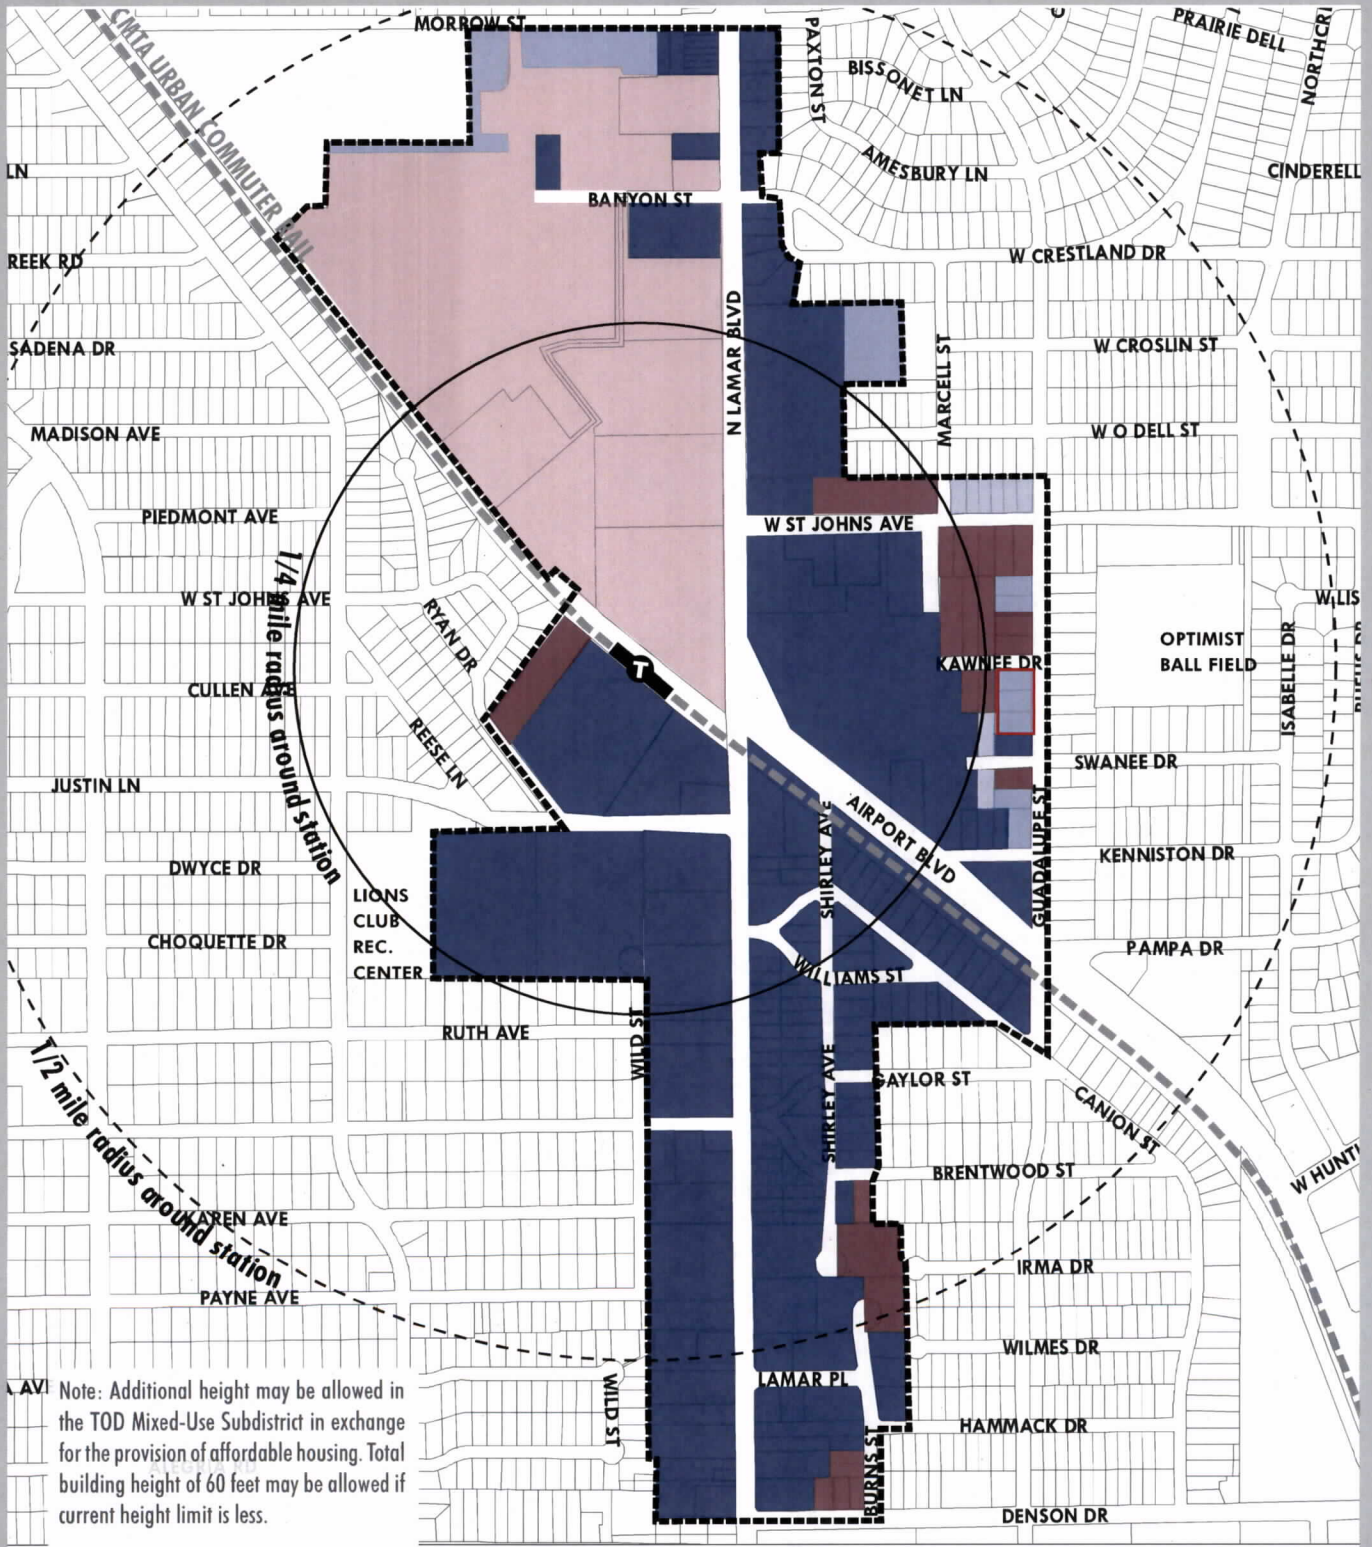 MORROW ST
PAXTON ST
PRAIRIE DELL
CMTA URBAN COMMUTER RAIL
BISSONET LN
AMESBURY LN
LN
CINDERELL
BANYON ST
REEK RD
W CRESTLAND DR
N LAMAR BLVD
SADENA DR
MARCELL ST
W CROSLIN ST
MADISON AVE
W O DELL ST
PIEDMONT AVE
W ST JOHNS AVE
1/4 mile radius around station
W ST JOHNS AVE
RYAN DR
W LIS
OPTIMIST
BALL FIELD
ISABELLE DR
KAWNEE DR
T
CULLEN AVE
REESE LN
SWANEE DR
JUSTIN LN
SHIRLEY AVE
AIRPORT BLVD
GUADALUPE ST
KENNISTON DR
DWYCE DR
LIONS
CLUB
REC.
CENTER
CHOQUETTE DR
PAMPA DR
WILLIAMS ST
RUTH AVE
WILD ST
SHIRLEY AVE
GAYLOR ST
CANION ST
1/2 mile radius around station
BRENTWOOD ST
W HUNT
KAREN AVE
IRMA DR
PAYNE AVE
WILMES DR
LAMAR PL
WILD ST
HAMMACK DR
BURNS ST
DENSON DR
A AVE
Note: Additional height may be allowed in
the TOD Mixed-Use Subdistrict in exchange
for the provision of affordable housing. Total
ALEGRIA RD
building height of 60 feet may be allowed if
current height limit is less.